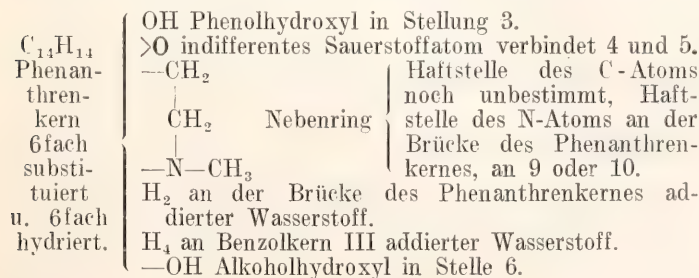 OH Phenolhydroxyl in Stellung 3.
C₁₄H₁₄ >O indifferentes Sauerstoffatom verbindet 4 und 5.
Phenan- —CH₂ Haftstelle des C-Atoms
thren- noch unbestimmt, Haft-
kern CH₂ Nebenring stelle des N-Atoms an der
6fach Brücke des Phenanthren-
substi- —N—CH₃ kernes, an 9 oder 10.
tuiert H₂ an der Brücke des Phenanthrenkernes ad-
u. 6fach dierter Wasserstoff.
hydriert. H₄ an Benzolkern III addierter Wasserstoff.
—OH Alkoholhydroxyl in Stelle 6.